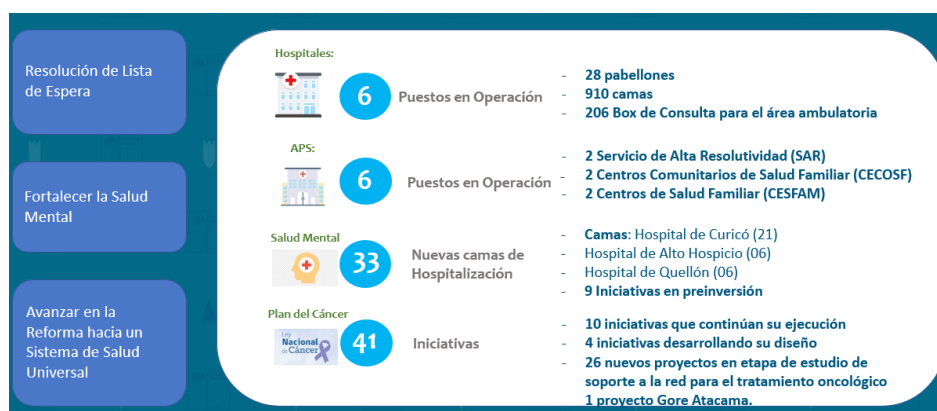 Resolución de Lista
de Espera
Fortalecer la Salud
Mental
Avanzar en la
Reforma hacia un
Sistema de Salud
Universal
Hospitales:
6
Puestos en Operación
- 28 pabellones
- 910 camas
- 206 Box de Consulta para el área ambulatoria
APS:
6
Puestos en Operación
- 2 Servicio de Alta Resolutividad (SAR)
- 2 Centros Comunitarios de Salud Familiar (CECOSF)
- 2 Centros de Salud Familiar (CESFAM)
Salud Mental
33
Nuevas camas de
Hospitalización
- Camas: Hospital de Curicó (21)
- Hospital de Alto Hospicio (06)
- Hospital de Quellón (06)
- 9 Iniciativas en preinversión
Plan del Cáncer
Ley
Nacional
de Cáncer
41
Iniciativas
- 10 iniciativas que continúan su ejecución
- 4 iniciativas desarrollando su diseño
- 26 nuevos proyectos en etapa de estudio de
soporte a la red para el tratamiento oncológico
1 proyecto Gore Atacama.